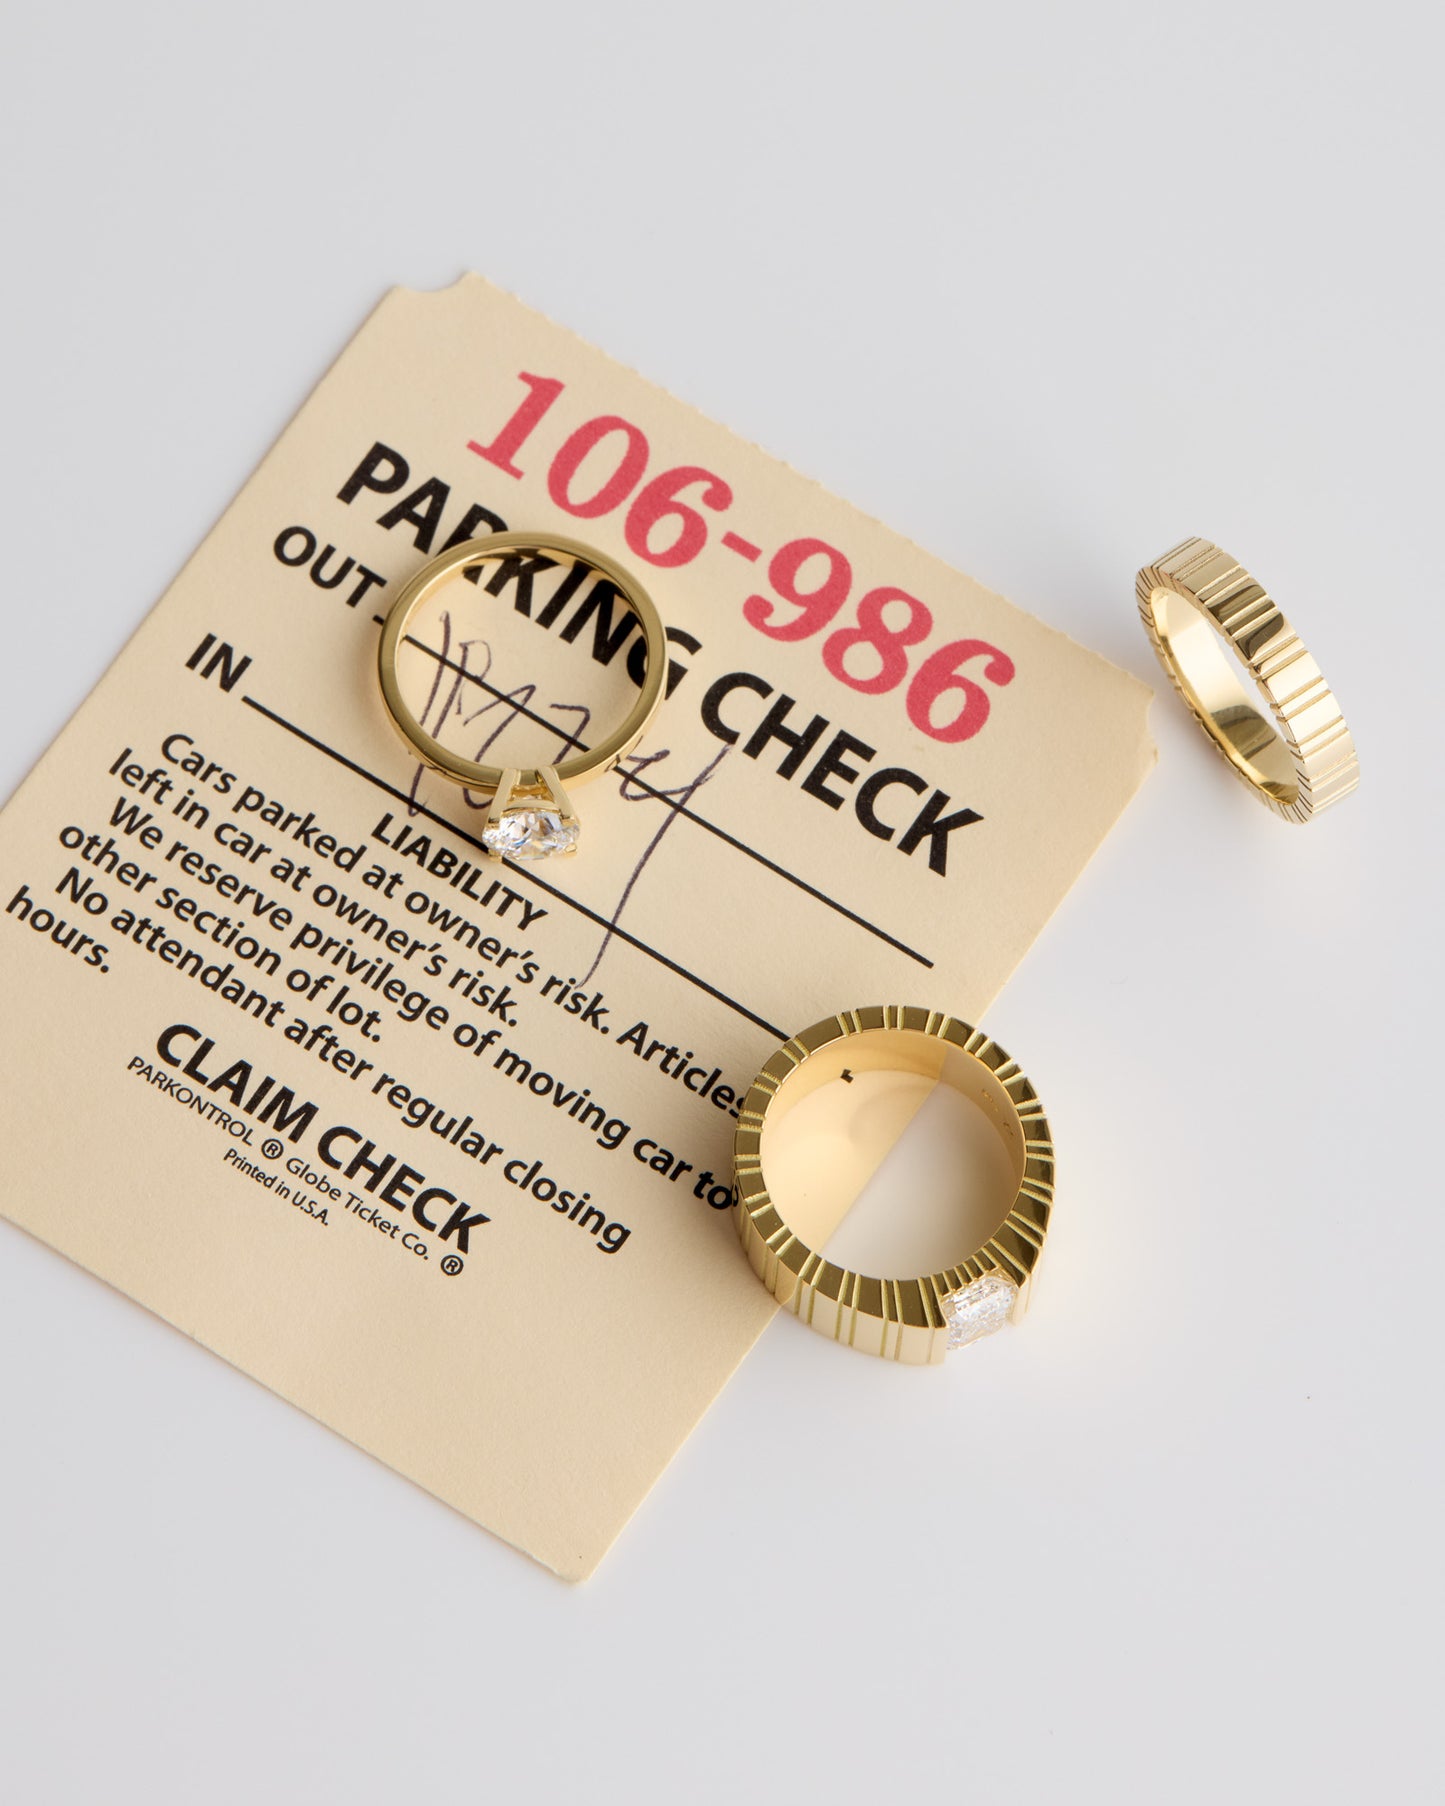 106-986
PARKING CHECK
OUT
IN
LIABILITY
Cars parked at owner's risk. Articles
left in car at owner's risk.
We reserve privilege of moving car to
other section of lot.
No attendant after regular closing
hours.
CLAIM CHECK
PARKONTROL ® Globe Ticket Co. ®
Printed in U.S.A.